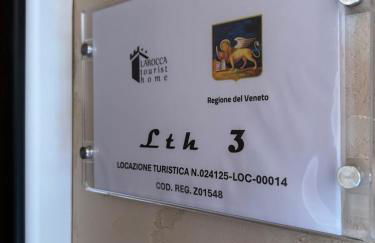 LAROCCA
tourist
home
Regione del Veneto
Lth 3
LOCAZIONE TURISTICA N.024125-LOC-00014
COD. REG. Z01548